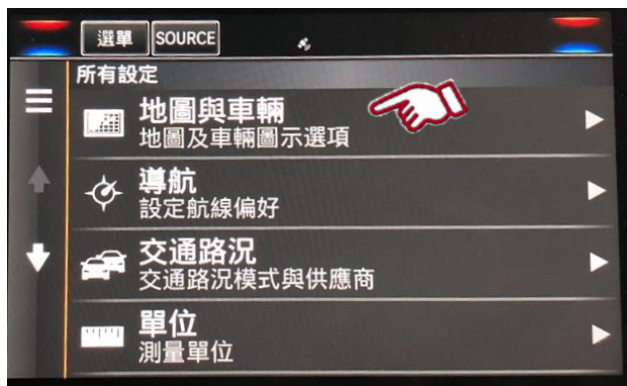 選單 SOURCE
所有設定
地圖與車輛
地圖及車輛圖示選項
導航
設定航線偏好
交通路況
交通路況模式與供應商
單位
測量單位